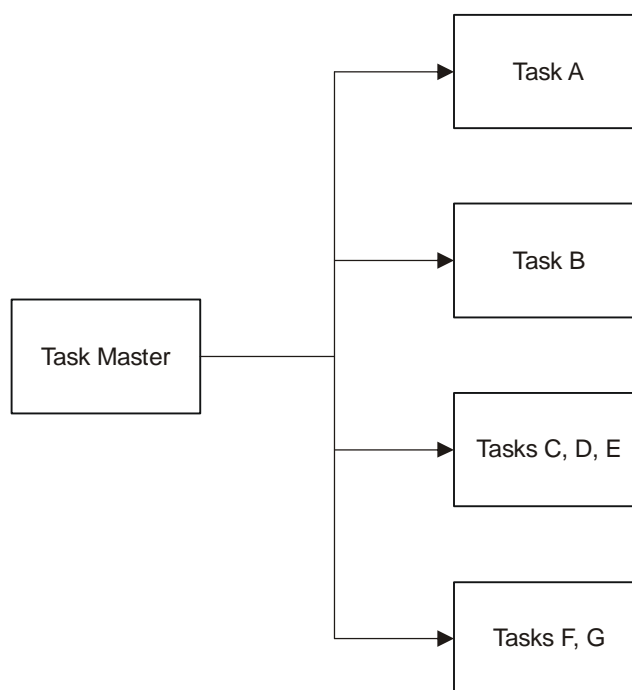 Task A
Task B
Task Master
Tasks C, D, E
Tasks F, G